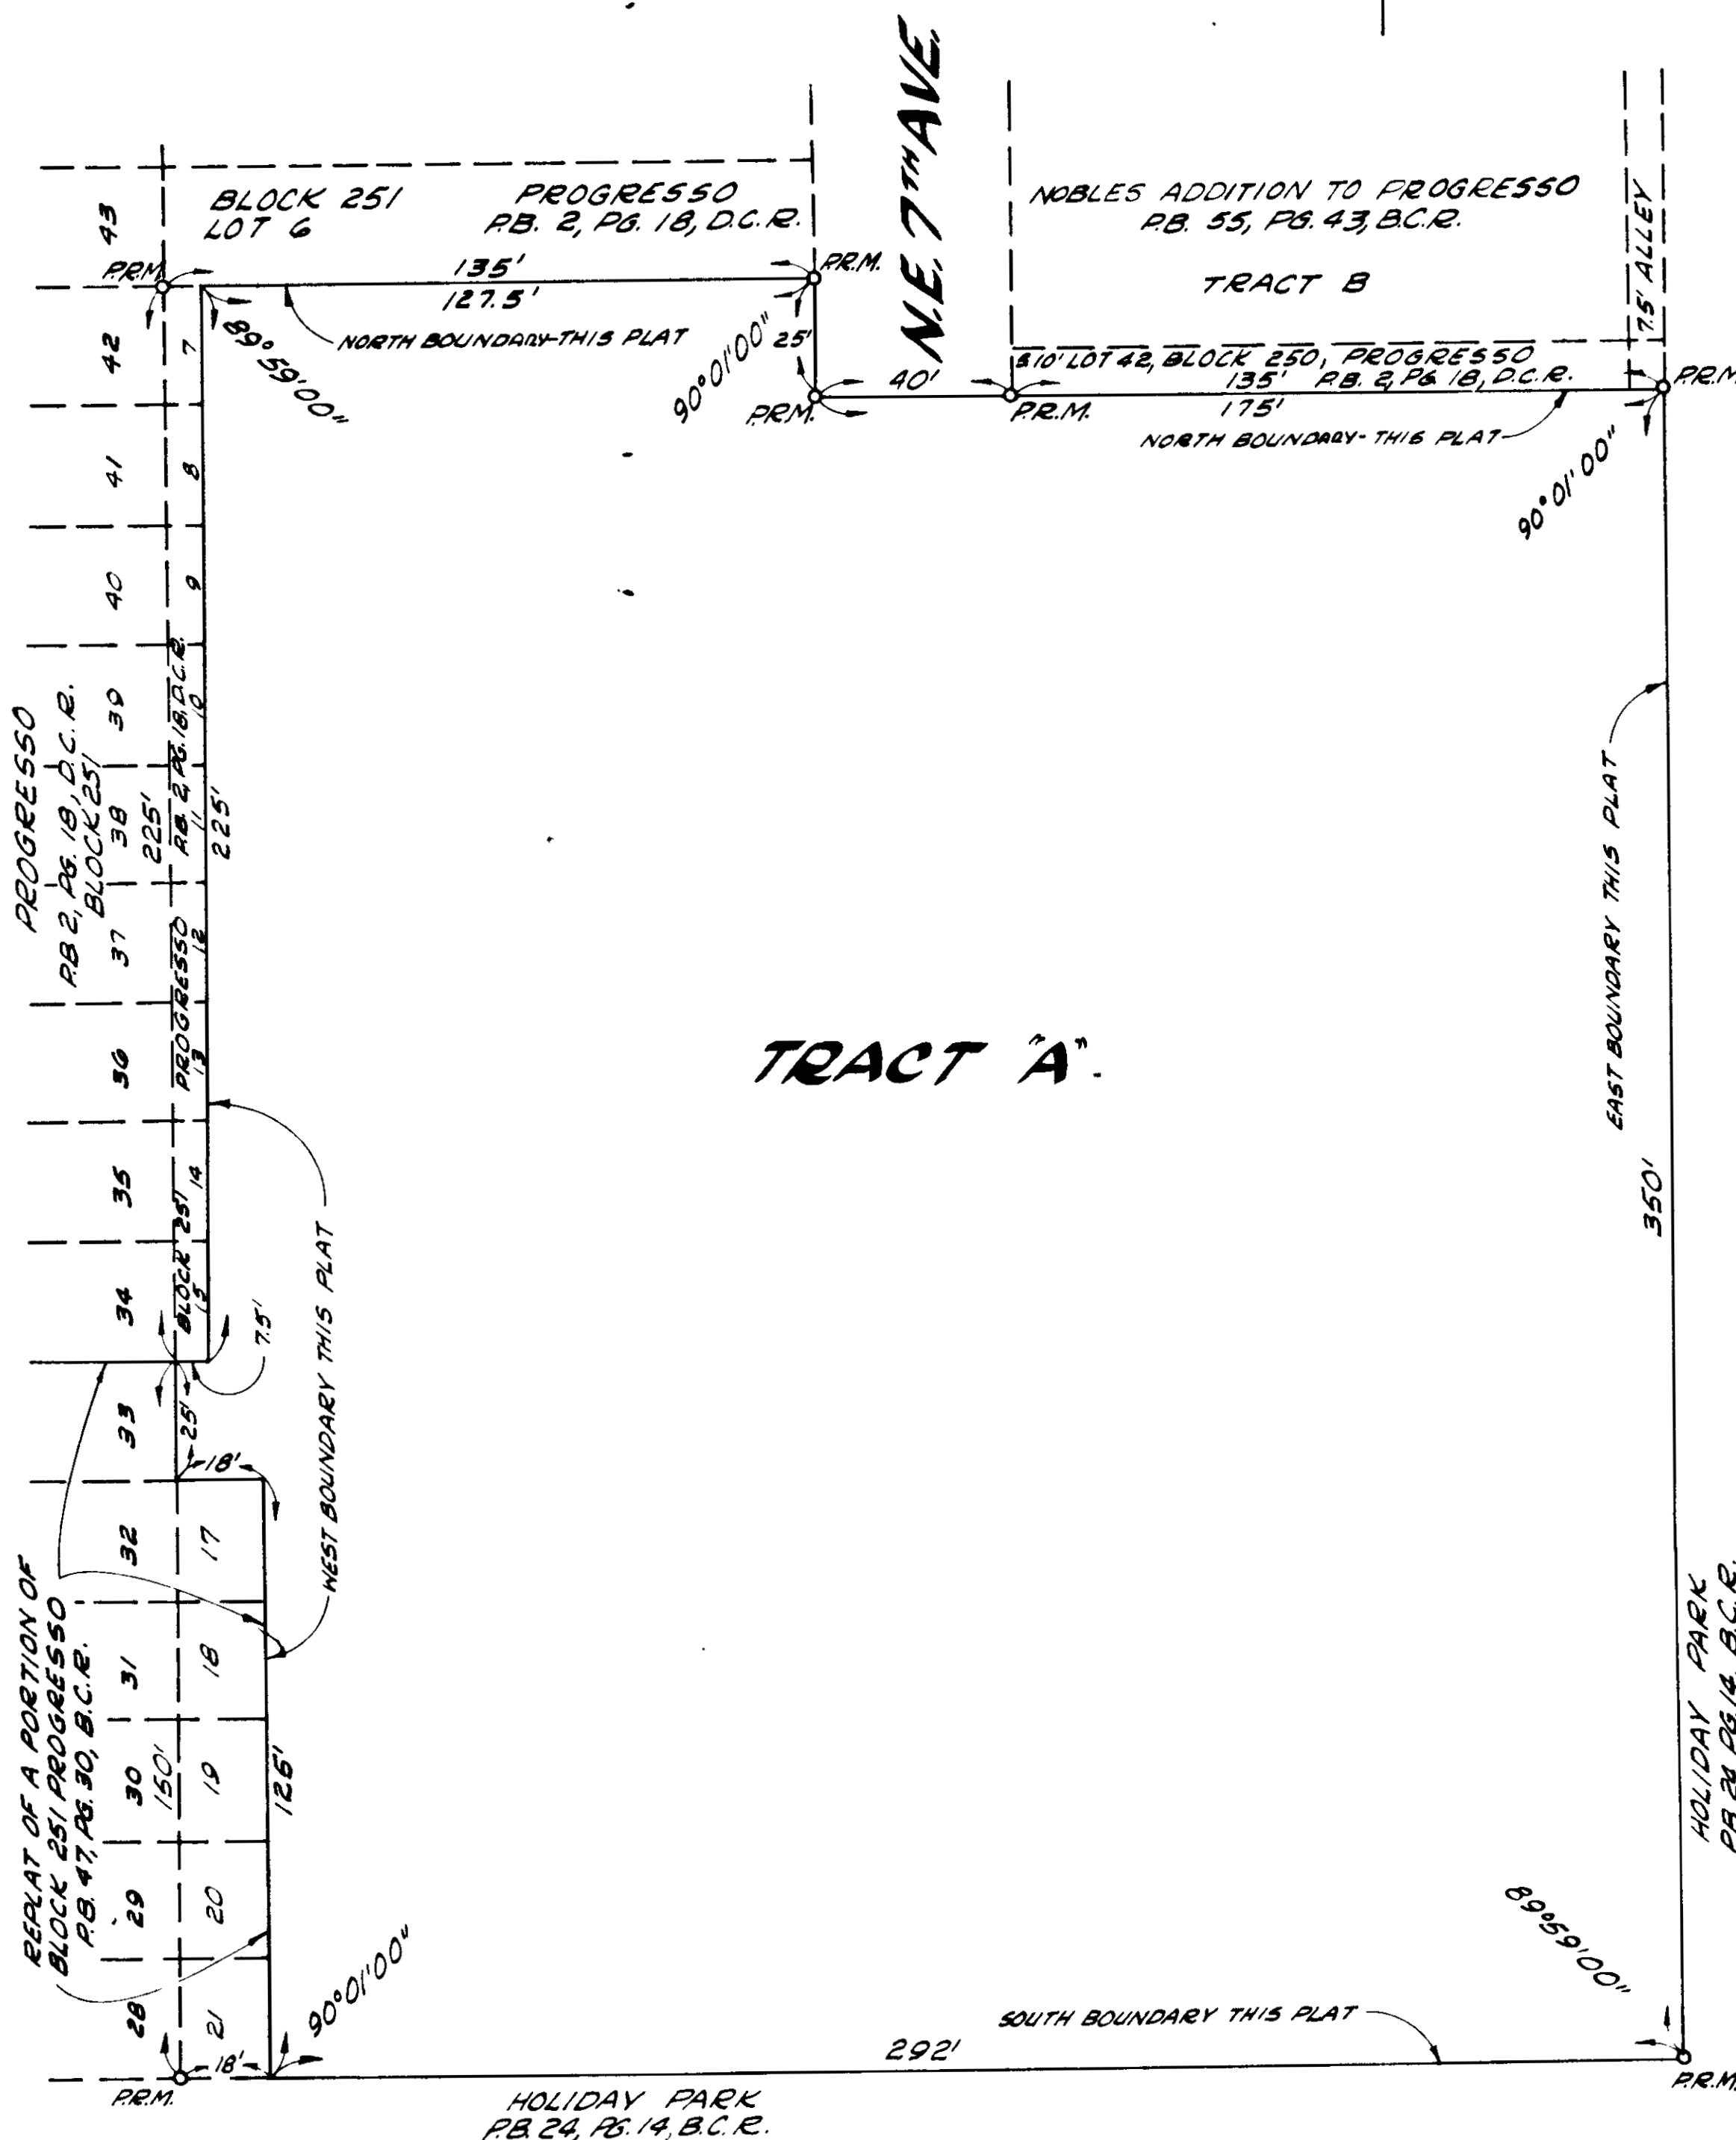 N.E. 7TH AVE.
BLOCK 251
LOT 6
PROGRESSO
P.B. 2, PG. 18, D.C.R.
NOBLES ADDITION TO PROGRESSO
P.B. 55, PG. 43, B.C.R.
TRACT B
7.5' ALLEY
43
P.R.M.
135'
127.5'
P.R.M.
NORTH BOUNDARY-THIS PLAT
89°59'00"
90°01'00"
25'
P.R.M.
40'
P.R.M.
S 10' LOT 42, BLOCK 250, PROGRESSO
135' P.B. 2, PG. 18, D.C.R.
175'
P.R.M.
NORTH BOUNDARY-THIS PLAT
90°01'00"
42
41
40
39
38
37
36
35
34
7
8
9
10
11
12
13
14
15
PROGRESSO
P.B 2, PG. 18, D.C.R.
BLOCK 251
225'
BLOCK 251 PROGRESSO P.B. 2, PG. 18, D.C.R.
225'
TRACT "A"
EAST BOUNDARY THIS PLAT
350'
WEST BOUNDARY THIS PLAT
7.5'
33
25'
18'
32
31
30
29
28
17
18
19
20
21
REPLAT OF A PORTION OF
BLOCK 251 PROGRESSO
P.B. 47, PG. 30, B.C.R.
150'
125'
90°01'00"
18'
P.R.M.
292'
SOUTH BOUNDARY THIS PLAT
89°59'00"
P.R.M.
HOLIDAY PARK
P.B. 24, PG. 14, B.C.R.
HOLIDAY PARK
P.B. 24, PG. 14, B.C.R.